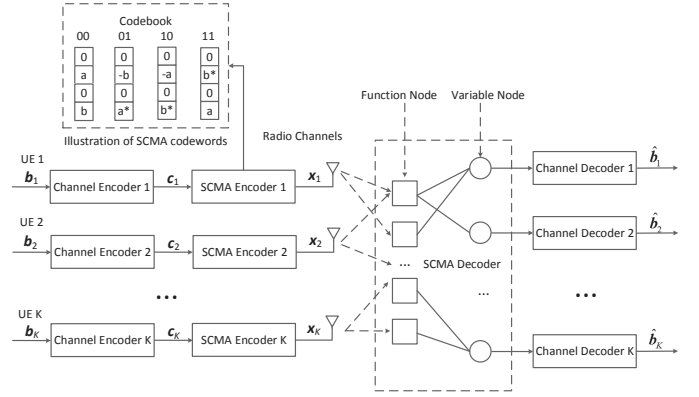 Codebook
00 01 10 11
0 0 0 0
a -b -a b*
0 0 0 0
b a* b* a
Illustration of SCMA codewords
Function Node
Variable Node
Radio Channels
UE 1
b1
Channel Encoder 1
c1
SCMA Encoder 1
x1
Channel Decoder 1
b̂1
UE 2
b2
Channel Encoder 2
c2
SCMA Encoder 2
x2
Channel Decoder 2
b̂2
...
SCMA Decoder
...
...
...
UE K
bK
Channel Encoder K
cK
SCMA Encoder K
xK
Channel Decoder K
b̂K